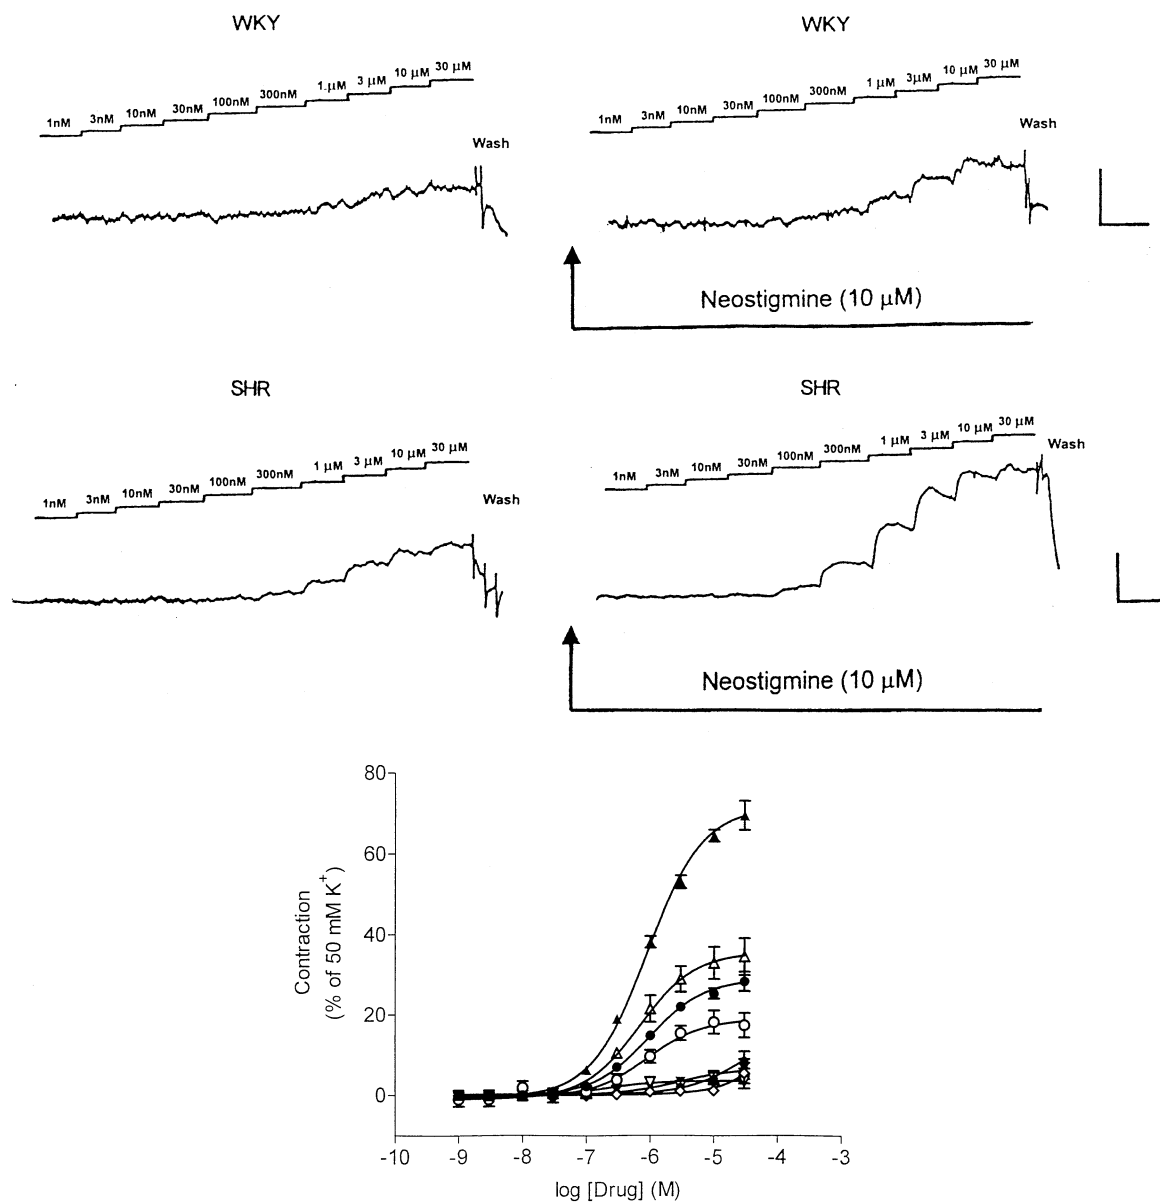 WKY
1nM 3nM 10nM 30nM 100nM 300nM 1 μM 3 μM 10 μM 30 μM
Wash
WKY
1nM 3nM 10nM 30nM 100nM 300nM 1 μM 3μM 10 μM 30 μM
Wash
Neostigmine (10 μM)
SHR
1nM 3nM 10nM 30nM 100nM 300nM 1 μM 3 μM 10 μM 30 μM
Wash
SHR
1nM 3nM 10nM 30nM 100nM 300nM 1 μM 3 μM 10 μM 30 μM
Wash
Neostigmine (10 μM)
80
60
40
20
0
Contraction
(% of 50 mM K⁺)
-10 -9 -8 -7 -6 -5 -4 -3
log [Drug] (M)